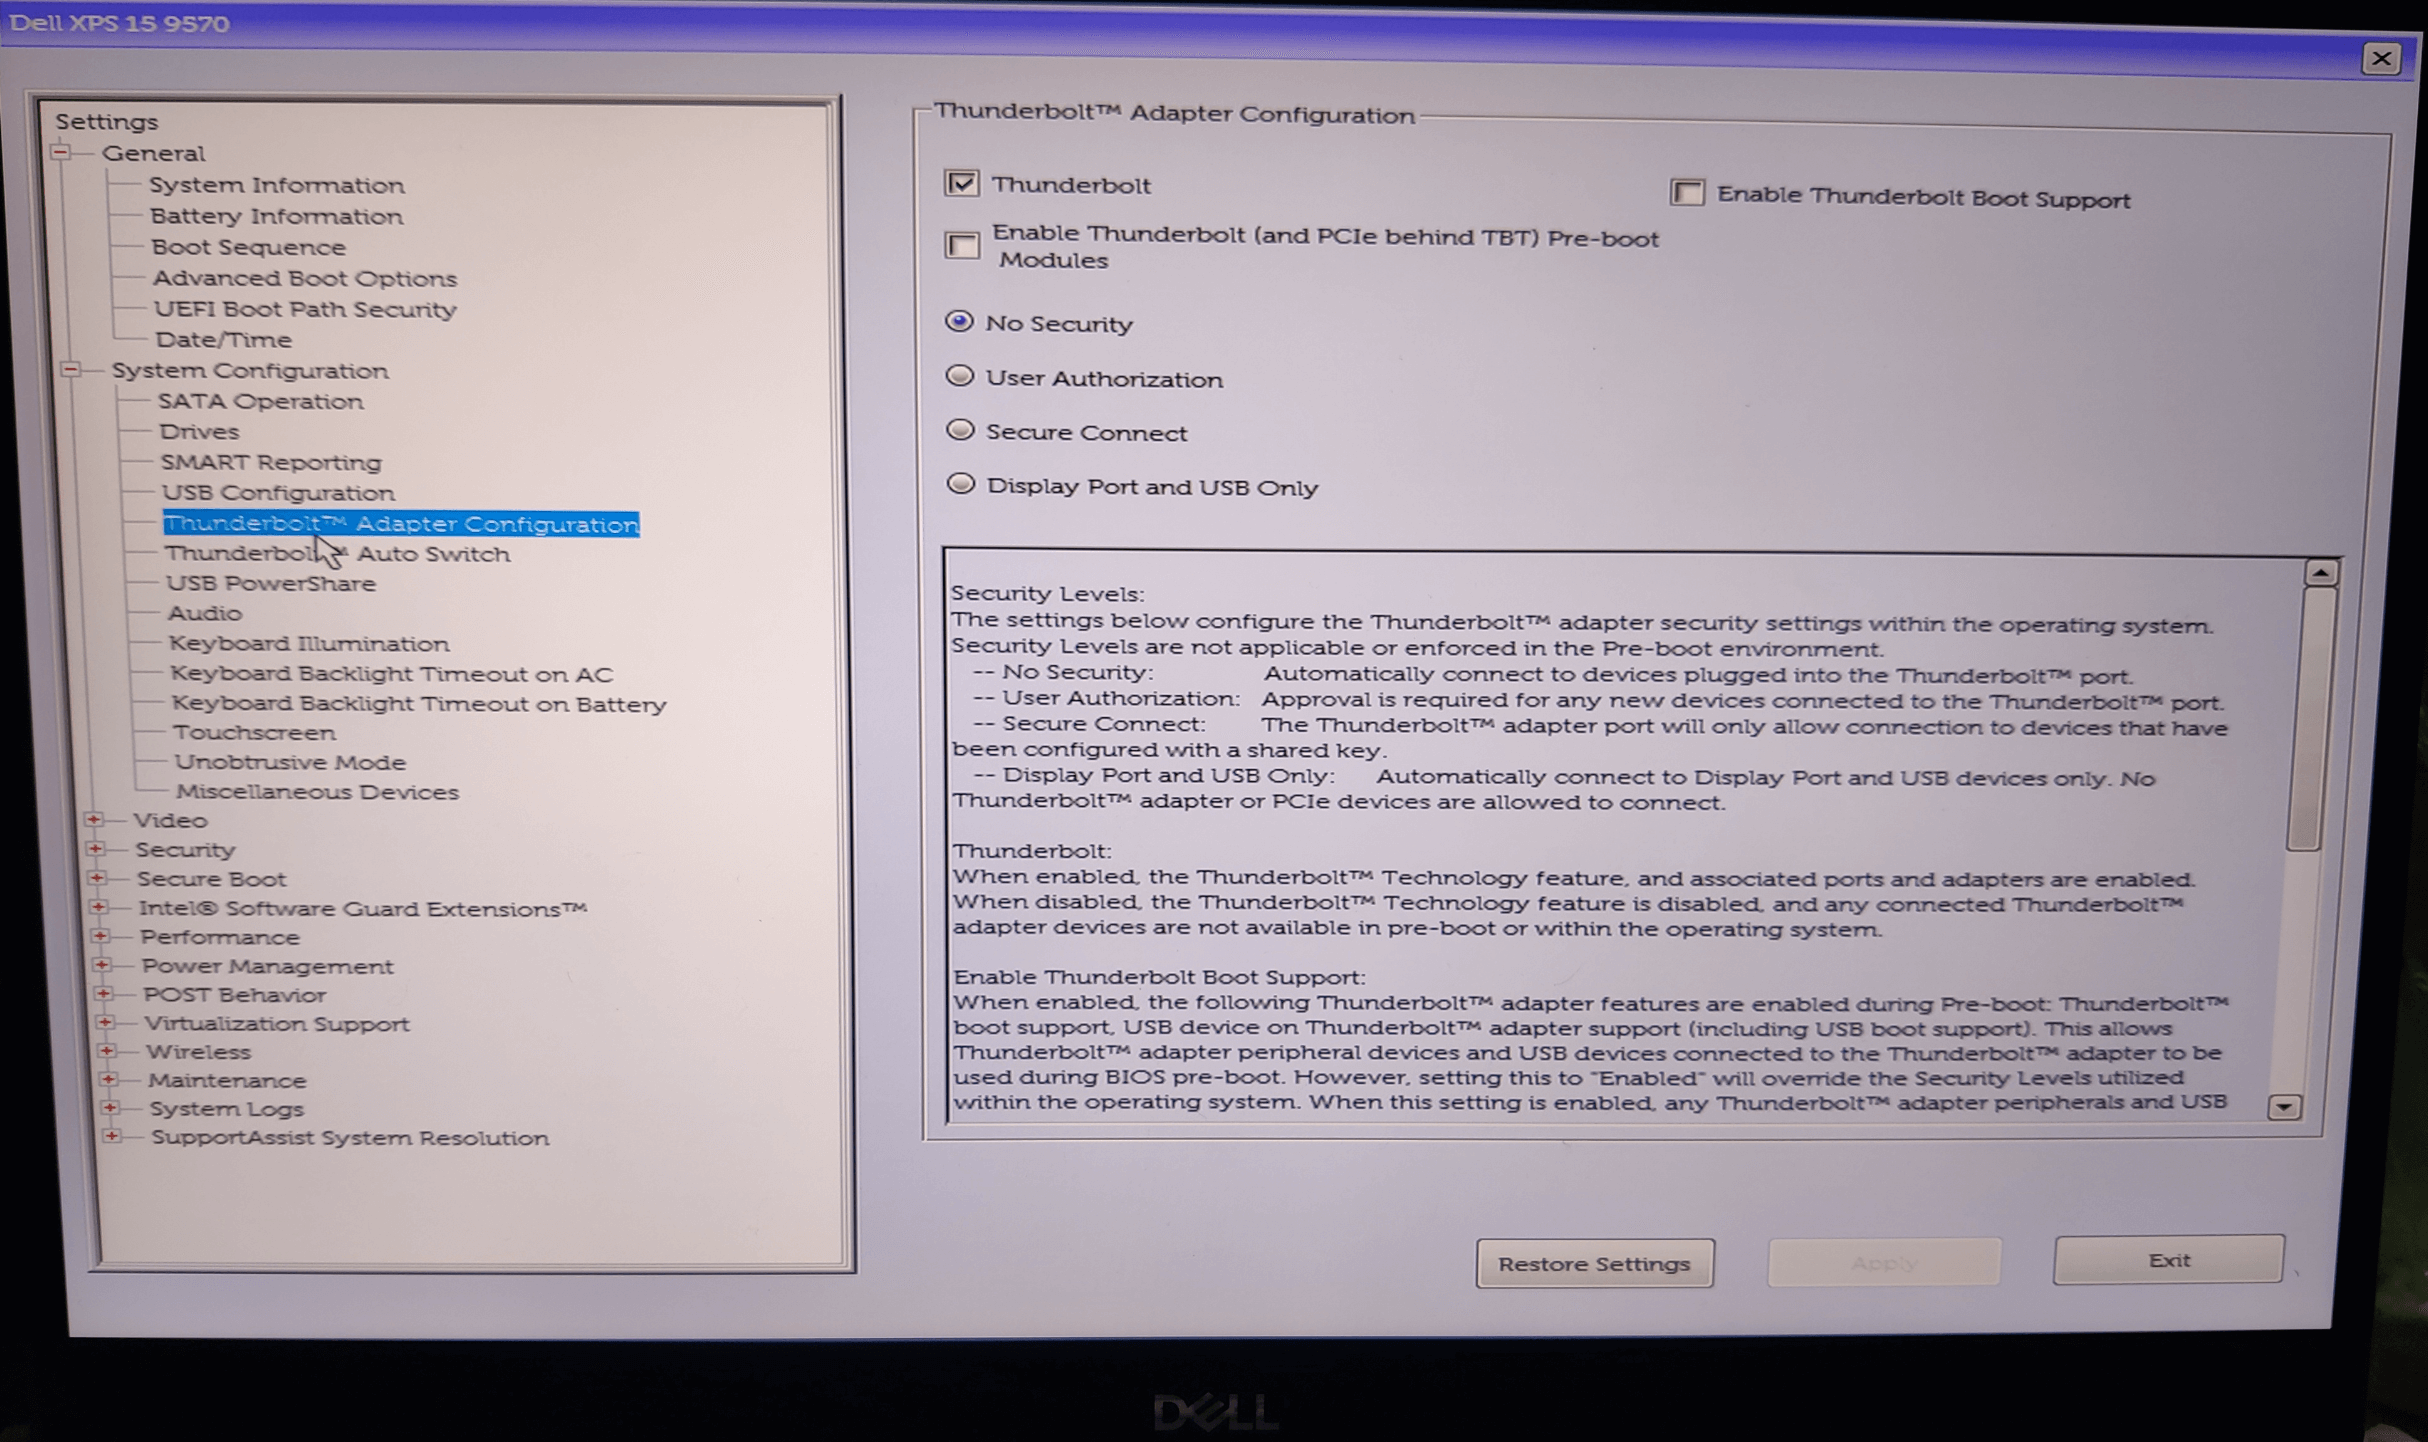 Dell XPS 15 9570
Settings
General
System Information
Battery Information
Boot Sequence
Advanced Boot Options
UEFI Boot Path Security
Date/Time
System Configuration
SATA Operation
Drives
SMART Reporting
USB Configuration
Thunderbolt™ Adapter Configuration
Thunderbolt™ Auto Switch
USB PowerShare
Audio
Keyboard Illumination
Keyboard Backlight Timeout on AC
Keyboard Backlight Timeout on Battery
Touchscreen
Unobtrusive Mode
Miscellaneous Devices
Video
Security
Secure Boot
Intel® Software Guard Extensions™
Performance
Power Management
POST Behavior
Virtualization Support
Wireless
Maintenance
System Logs
SupportAssist System Resolution
Thunderbolt™ Adapter Configuration
Thunderbolt
Enable Thunderbolt Boot Support
Enable Thunderbolt (and PCIe behind TBT) Pre-boot
Modules
No Security
User Authorization
Secure Connect
Display Port and USB Only
Security Levels:
The settings below configure the Thunderbolt™ adapter security settings within the operating system.
Security Levels are not applicable or enforced in the Pre-boot environment.
-- No Security: Automatically connect to devices plugged into the Thunderbolt™ port.
-- User Authorization: Approval is required for any new devices connected to the Thunderbolt™ port.
-- Secure Connect: The Thunderbolt™ adapter port will only allow connection to devices that have
been configured with a shared key.
-- Display Port and USB Only: Automatically connect to Display Port and USB devices only. No
Thunderbolt™ adapter or PCIe devices are allowed to connect.
Thunderbolt:
When enabled, the Thunderbolt™ Technology feature, and associated ports and adapters are enabled.
When disabled, the Thunderbolt™ Technology feature is disabled, and any connected Thunderbolt™
adapter devices are not available in pre-boot or within the operating system.
Enable Thunderbolt Boot Support:
When enabled, the following Thunderbolt™ adapter features are enabled during Pre-boot: Thunderbolt™
boot support, USB device on Thunderbolt™ adapter support (including USB boot support). This allows
Thunderbolt™ adapter peripheral devices and USB devices connected to the Thunderbolt™ adapter to be
used during BIOS pre-boot. However, setting this to "Enabled" will override the Security Levels utilized
within the operating system. When this setting is enabled, any Thunderbolt™ adapter peripherals and USB
Restore Settings
Apply
Exit
DELL